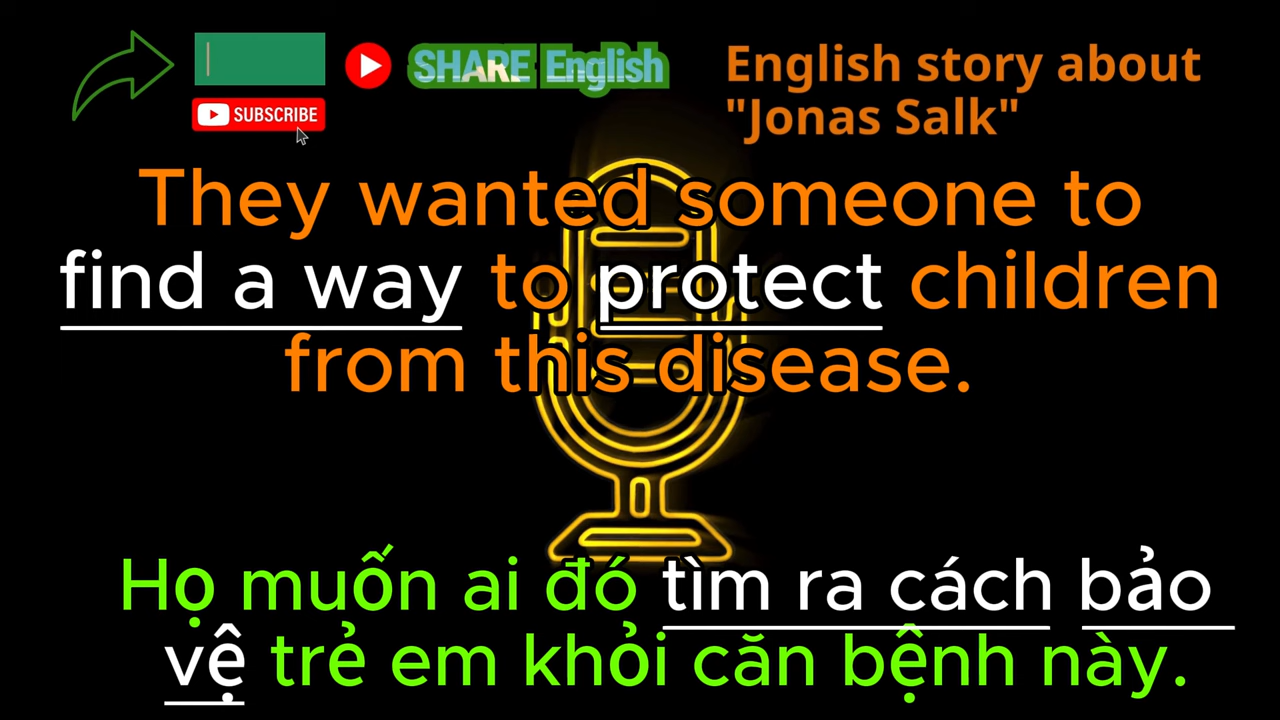 SHARE English
SUBSCRIBE
English story about
"Jonas Salk"
They wanted someone to
find a way to protect children
from this disease.
Họ muốn ai đó tìm ra cách bảo
vệ trẻ em khỏi căn bệnh này.